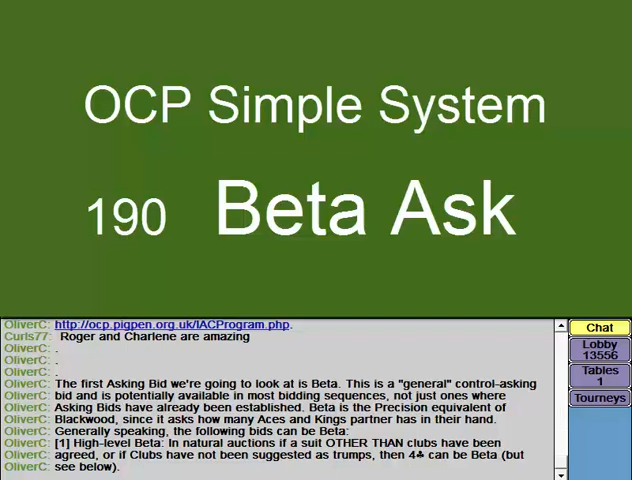 OCP Simple System
190 Beta Ask
OliverC: http://ocp.pigpen.org.uk/IACProgram.php.
Curls77: Roger and Charlene are amazing
OliverC: .
OliverC: .
OliverC: .
OliverC: The first Asking Bid we're going to look at is Beta. This is a "general" control-asking
OliverC: bid and is potentially available in most bidding sequences, not just ones where
OliverC: Asking Bids have already been established. Beta is the Precision equivalent of
OliverC: Blackwood, since it asks how many Aces and Kings partner has in their hand.
OliverC: Generally speaking, the following bids can be Beta:
OliverC: [1] High-level Beta: In natural auctions if a suit OTHER THAN clubs have been
OliverC: agreed, or if Clubs have not been suggested as trumps, then 4♣ can be Beta (but
OliverC: see below).
Chat
Lobby
13556
Tables
1
Tourneys